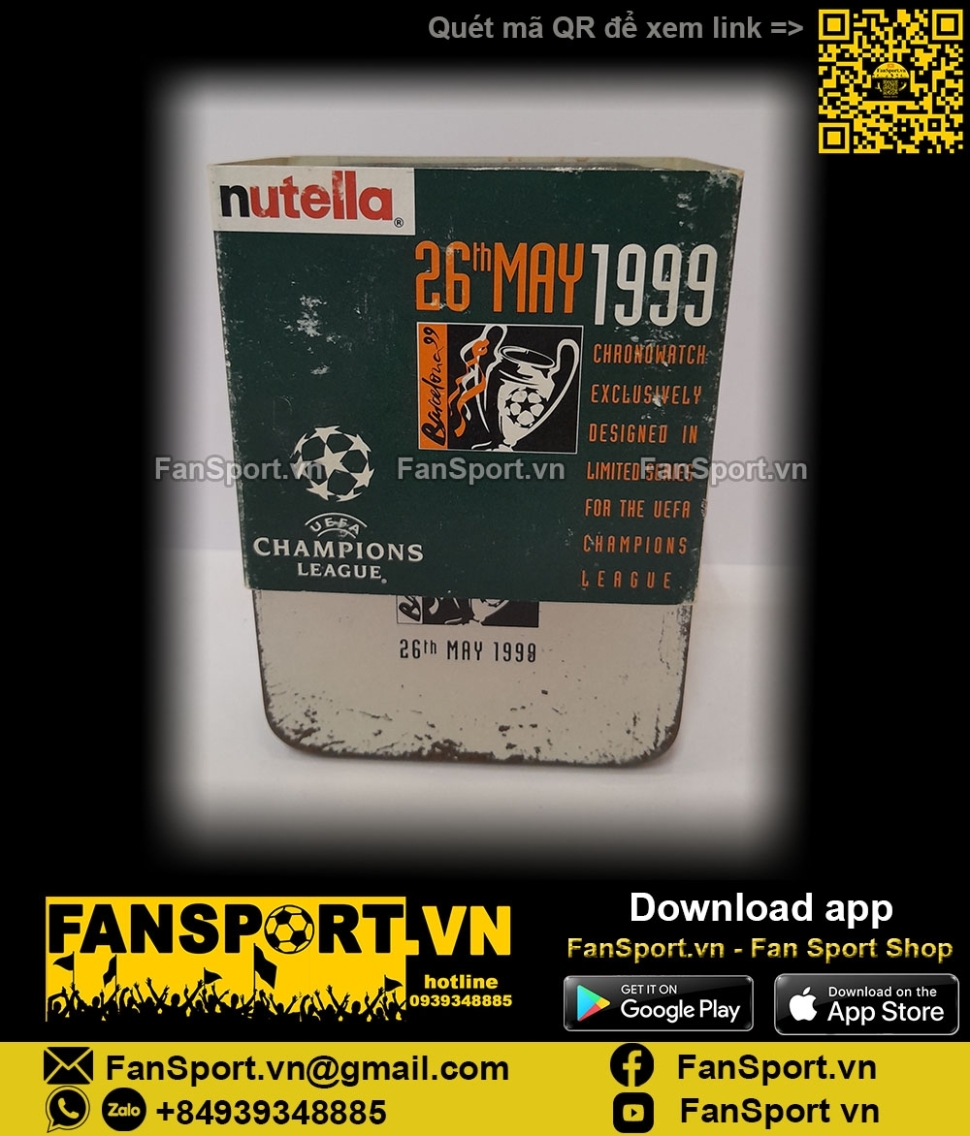 Quét mã QR để xem link =>
nutella®
26th MAY 1999
Barcelona 99
CHRONOWATCH
EXCLUSIVELY
DESIGNED IN
LIMITED SERIES
FOR THE UEFA
CHAMPIONS
LEAGUE
FanSport.vn FanSport.vn FanSport.vn
UEFA
CHAMPIONS
LEAGUE®
26th MAY 1999
FANSPORT.VN
hotline
0939348885
Download app
FanSport.vn - Fan Sport Shop
GET IT ON
Google Play
Download on the
App Store
FanSport.vn@gmail.com
FanSport.vn
Zalo
+84939348885
FanSport vn